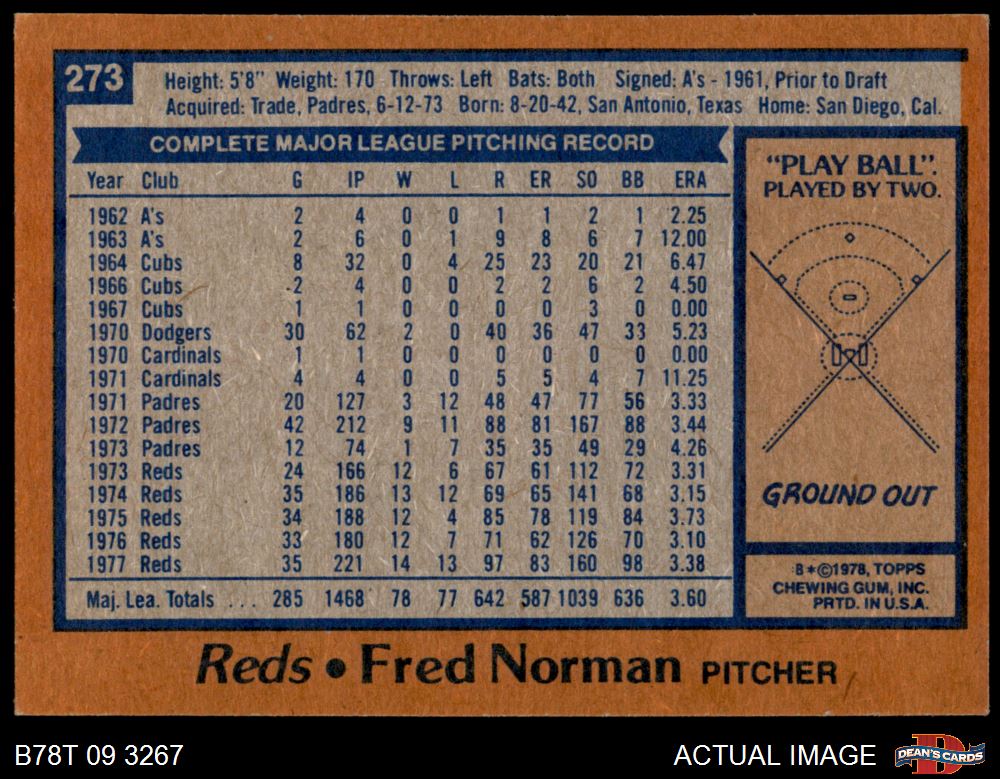 273
Height: 5'8" Weight: 170 Throws: Left Bats: Both Signed: A's - 1961, Prior to Draft
Acquired: Trade, Padres, 6-12-73 Born: 8-20-42, San Antonio, Texas Home: San Diego, Cal.
COMPLETE MAJOR LEAGUE PITCHING RECORD
Year Club G IP W L R ER SO BB ERA
1962 A's 2 4 0 0 1 1 2 1 2.25
1963 A's 2 6 0 1 9 8 6 7 12.00
1964 Cubs 8 32 0 4 25 23 20 21 6.47
1966 Cubs 2 4 0 0 2 2 6 2 4.50
1967 Cubs 1 1 0 0 0 0 3 0 0.00
1970 Dodgers 30 62 2 0 40 36 47 33 5.23
1970 Cardinals 1 1 0 0 0 0 0 0 0.00
1971 Cardinals 4 4 0 0 5 5 4 7 11.25
1971 Padres 20 127 3 12 48 47 77 56 3.33
1972 Padres 42 212 9 11 88 81 167 88 3.44
1973 Padres 12 74 1 7 35 35 49 29 4.26
1973 Reds 24 166 12 6 67 61 112 72 3.31
1974 Reds 35 186 13 12 69 65 141 68 3.15
1975 Reds 34 188 12 4 85 78 119 84 3.73
1976 Reds 33 180 12 7 71 62 126 70 3.10
1977 Reds 35 221 14 13 97 83 160 98 3.38
Maj. Lea. Totals . . . 285 1468 78 77 642 587 1039 636 3.60
"PLAY BALL".
PLAYED BY TWO.
GROUND OUT
B*©1978, TOPPS
CHEWING GUM, INC.
PRTD. IN U.S.A.
Reds • Fred Norman PITCHER
B78T 09 3267
ACTUAL IMAGE
DEAN'S CARDS